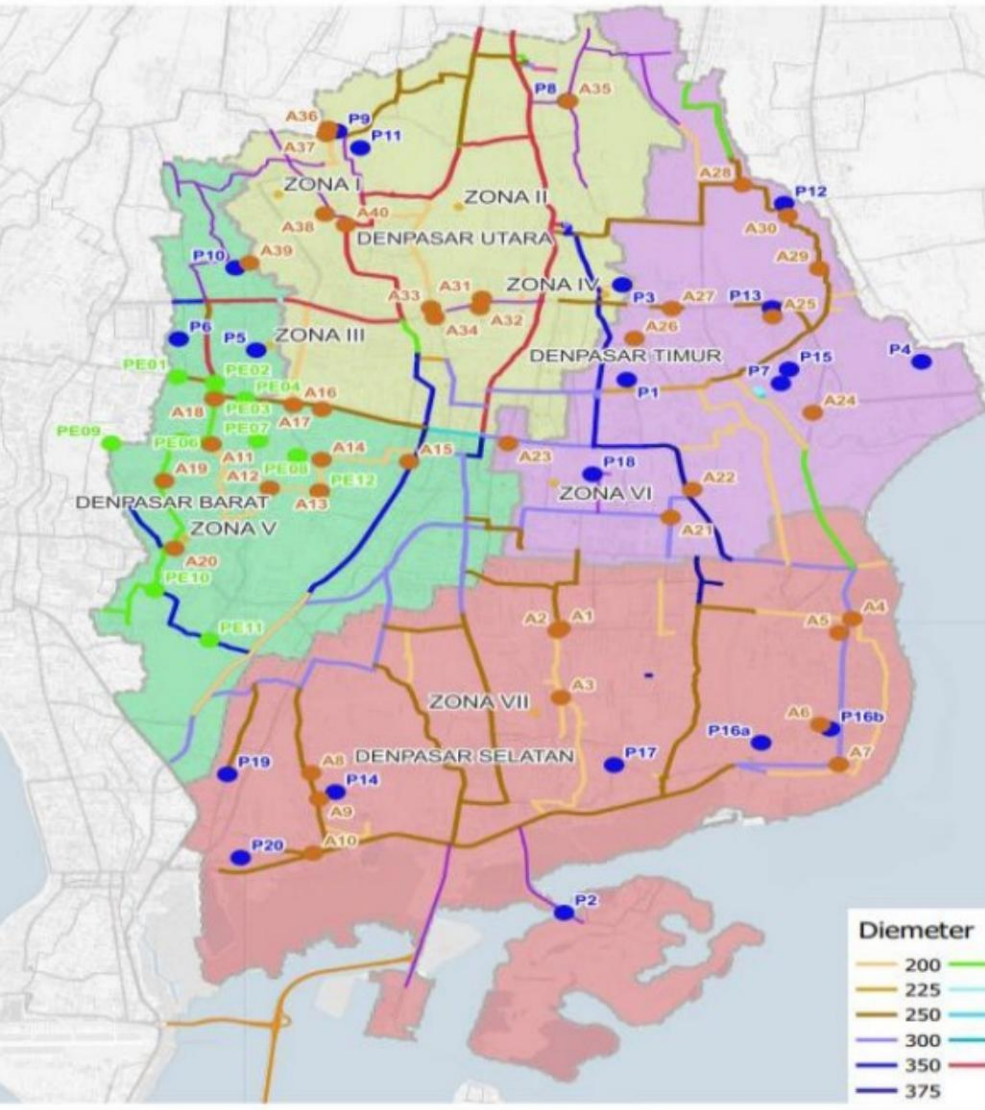 P8
A35
A36
P9
A37
P11
A28
ZONA I
ZONA II
P12
A40
A38
A30
DENPASAR UTARA
P10
A39
A29
A31
ZONA IV
A33
P3
A27
P13
A25
A34
A32
P6
P5
ZONA III
A26
DENPASAR TIMUR
P15
P4
PE01
PE02
P7
PE04
A16
P1
A18
PE03
A17
A24
PE09
PE06
PE07
A11
A14
A15
A23
PE08
P18
A19
A12
PE12
A22
DENPASAR BARAT
A13
ZONA VI
ZONA V
A21
A20
PE10
PE11
A2
A1
A4
A5
A3
ZONA VII
A6
P16b
P16a
DENPASAR SELATAN
P19
A8
P17
A7
P14
A9
A10
P20
P2
Diemeter
200
225
250
300
350
375